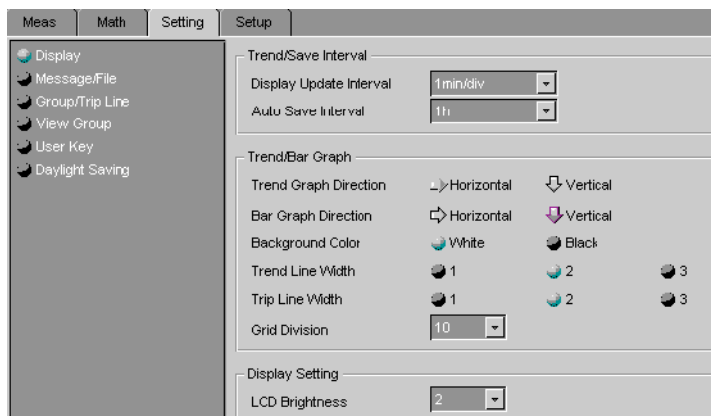 Meas Math Setting Setup
Display
Message/File
Group/Trip Line
View Group
User Key
Daylight Saving
Trend/Save Interval
Display Update Interval 1min/div
Auto Save Interval 1h
Trend/Bar Graph
Trend Graph Direction Horizontal Vertical
Bar Graph Direction Horizontal Vertical
Background Color White Black
Trend Line Width 1 2 3
Trip Line Width 1 2 3
Grid Division 10
Display Setting
LCD Brightness 2